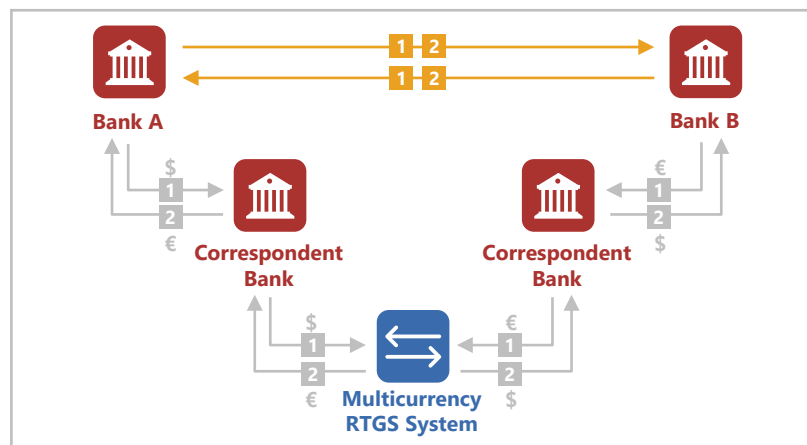 1 2
1 2
Bank A
Bank B
$
1
2
€
€
1
2
$
Correspondent
Bank
Correspondent
Bank
$
1
2
€
€
1
2
$
Multicurrency
RTGS System